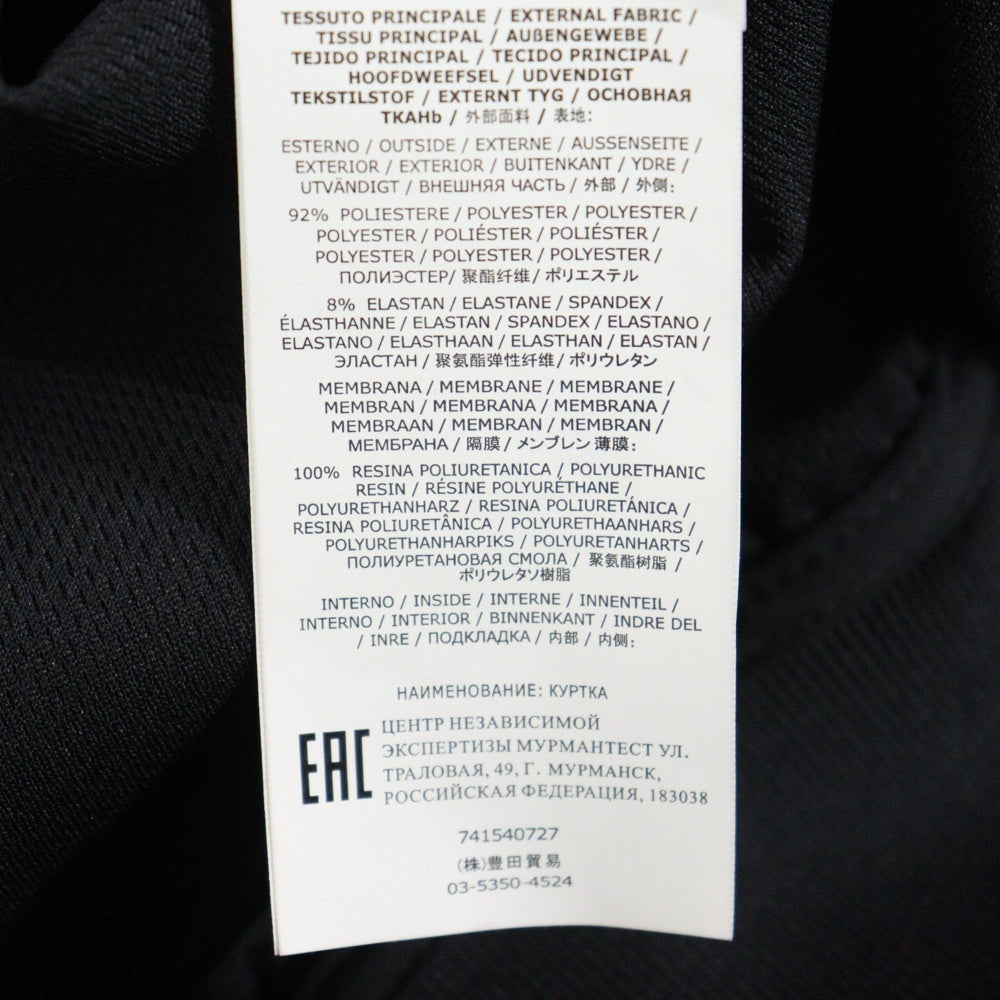 TESSUTO PRINCIPALE / EXTERNAL FABRIC /
TISSU PRINCIPAL / AUßENGEWEBE /
TEJIDO PRINCIPAL / TECIDO PRINCIPAL /
HOOFDWEEFSEL / UDVENDIGT
TEKSTILSTOF / EXTERNT TYG / ОСНОВНАЯ
ТКАНЬ / 外部面料 / 表地:
ESTERNO / OUTSIDE / EXTERNE / AUSSENSEITE /
EXTERIOR / EXTERIOR / BUITENKANT / YDRE /
UTVÄNDIGT / ВНЕШНЯЯ ЧАСТЬ / 外部 / 外側:
92% POLIESTERE / POLYESTER / POLYESTER /
POLYESTER / POLIÉSTER / POLIÉSTER /
POLYESTER / POLYESTER / POLYESTER /
ПОЛИЭСТЕР/ 聚酯纤维/ ポリエステル
8% ELASTAN / ELASTANE / SPANDEX /
ÉLASTHANNE / ELASTAN / SPANDEX / ELASTANO /
ELASTANO / ELASTHAAN / ELASTHAN / ELASTAN /
ЭЛАСТАН / 聚氨酯弹性纤维/ ポリウレタン
MEMBRANA / MEMBRANE / MEMBRANE /
MEMBRAN / MEMBRANA / MEMBRANA /
MEMBRAAN / MEMBRAN / MEMBRAN /
МЕМБРАНА / 隔膜 / メンブレン 薄膜:
100% RESINA POLIURETANICA / POLYURETHANIC
RESIN / RÉSINE POLYURÉTHANE /
POLYURETHANHARZ / RESINA POLIURETÁNICA /
RESINA POLIURETÂNICA / POLYURETHAANHARS /
POLYURETHANHARPIKS / POLYURETANHARTS /
ПОЛИУРЕТАНОВАЯ СМОЛА / 聚氨酯树脂 /
ポリウレタン樹脂
INTERNO / INSIDE / INTERNE / INNENTEIL /
INTERNO / INTERIOR / BINNENKANT / INDRE DEL
/ INRE / ПОДКЛАДКА / 内部 / 内側:
НАИМЕНОВАНИЕ: КУРТКА
EAC
ЦЕНТР НЕЗАВИСИМОЙ
ЭКСПЕРТИЗЫ МУРМАНТЕСТ УЛ.
ТРАЛОВАЯ, 49, Г. МУРМАНСК,
РОССИЙСКАЯ ФЕДЕРАЦИЯ, 183038
741540727
(株)豊田貿易
03-5350-4524